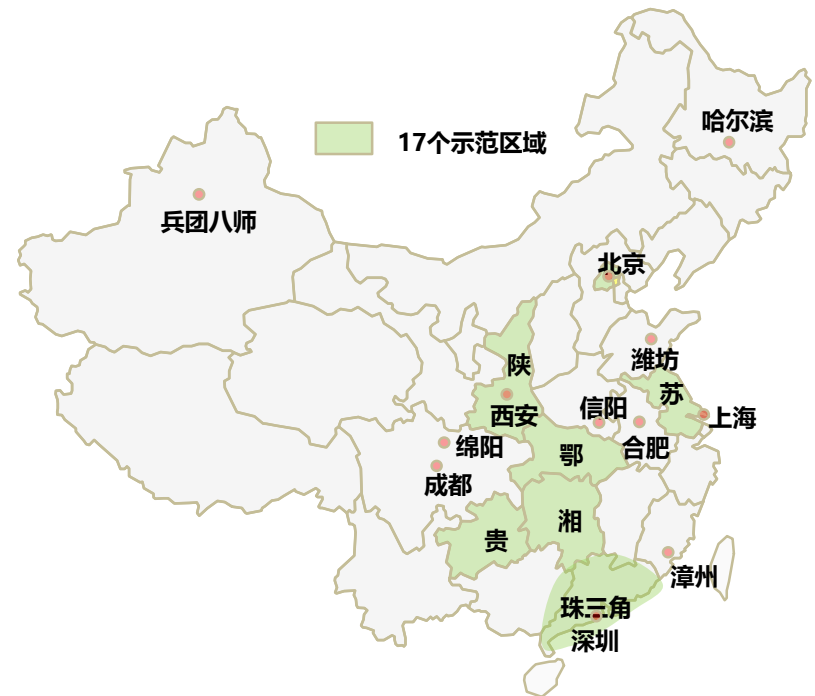 哈尔滨
17个示范区域
兵团八师
北京
潍坊
陕
苏
西安
信阳
上海
绵阳
鄂
合肥
成都
湘
贵
漳州
珠三角
深圳